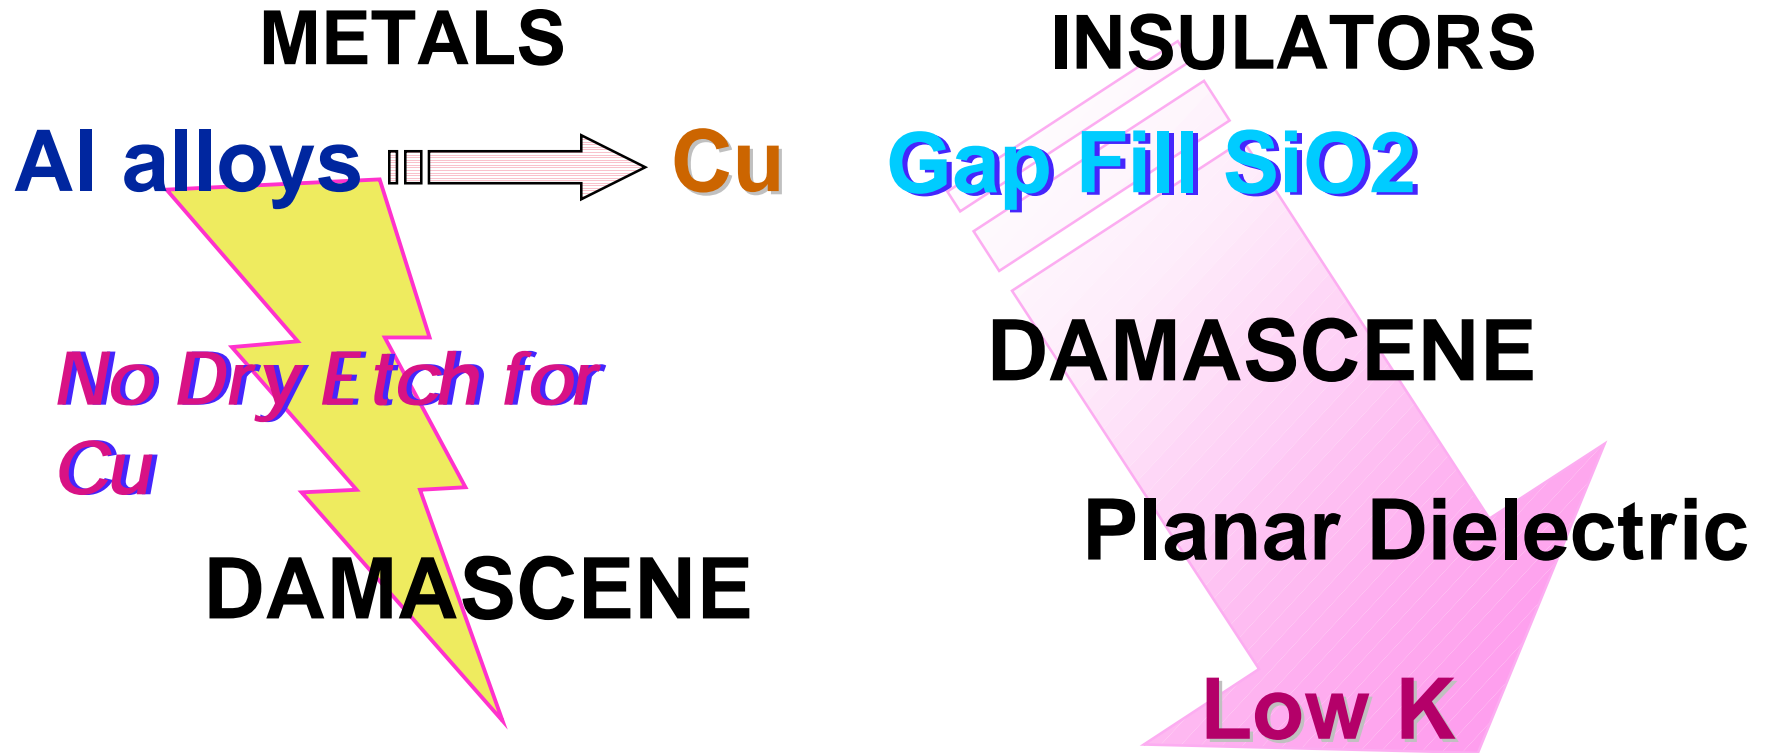 METALS
Al alloys
Cu
No Dry Etch for
Cu
DAMASCENE
INSULATORS
Gap Fill SiO2
DAMASCENE
Planar Dielectric
Low K